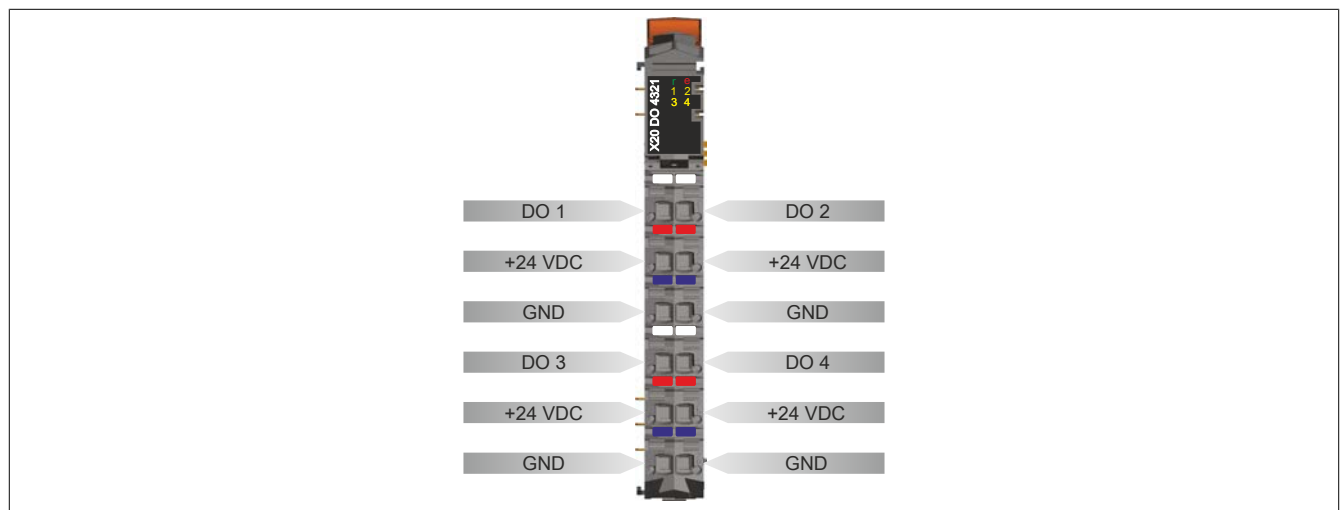 X20 DO 4321
r e
1 2
3 4
DO 1 DO 2
+24 VDC +24 VDC
GND GND
DO 3 DO 4
+24 VDC +24 VDC
GND GND